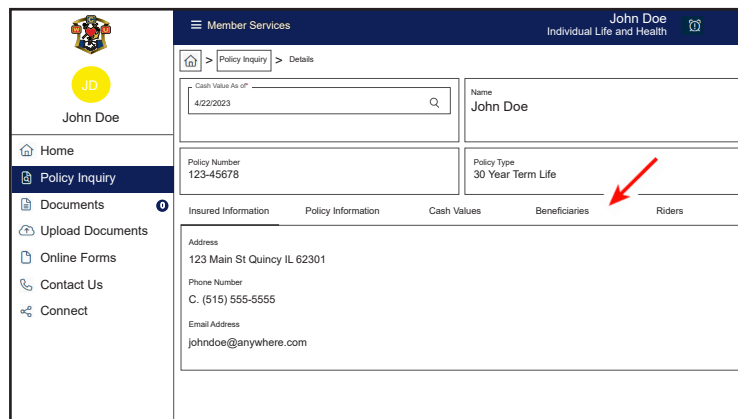 Member Services
John Doe
Individual Life and Health
JD
John Doe
Home
Policy Inquiry
Documents 0
Upload Documents
Online Forms
Contact Us
Connect
> Policy Inquiry > Details
Cash Value As of*
4/22/2023
Name
John Doe
Policy Number
123-45678
Policy Type
30 Year Term Life
Insured Information Policy Information Cash Values Beneficiaries Riders
Address
123 Main St Quincy IL 62301
Phone Number
C. (515) 555-5555
Email Address
johndoe@anywhere.com